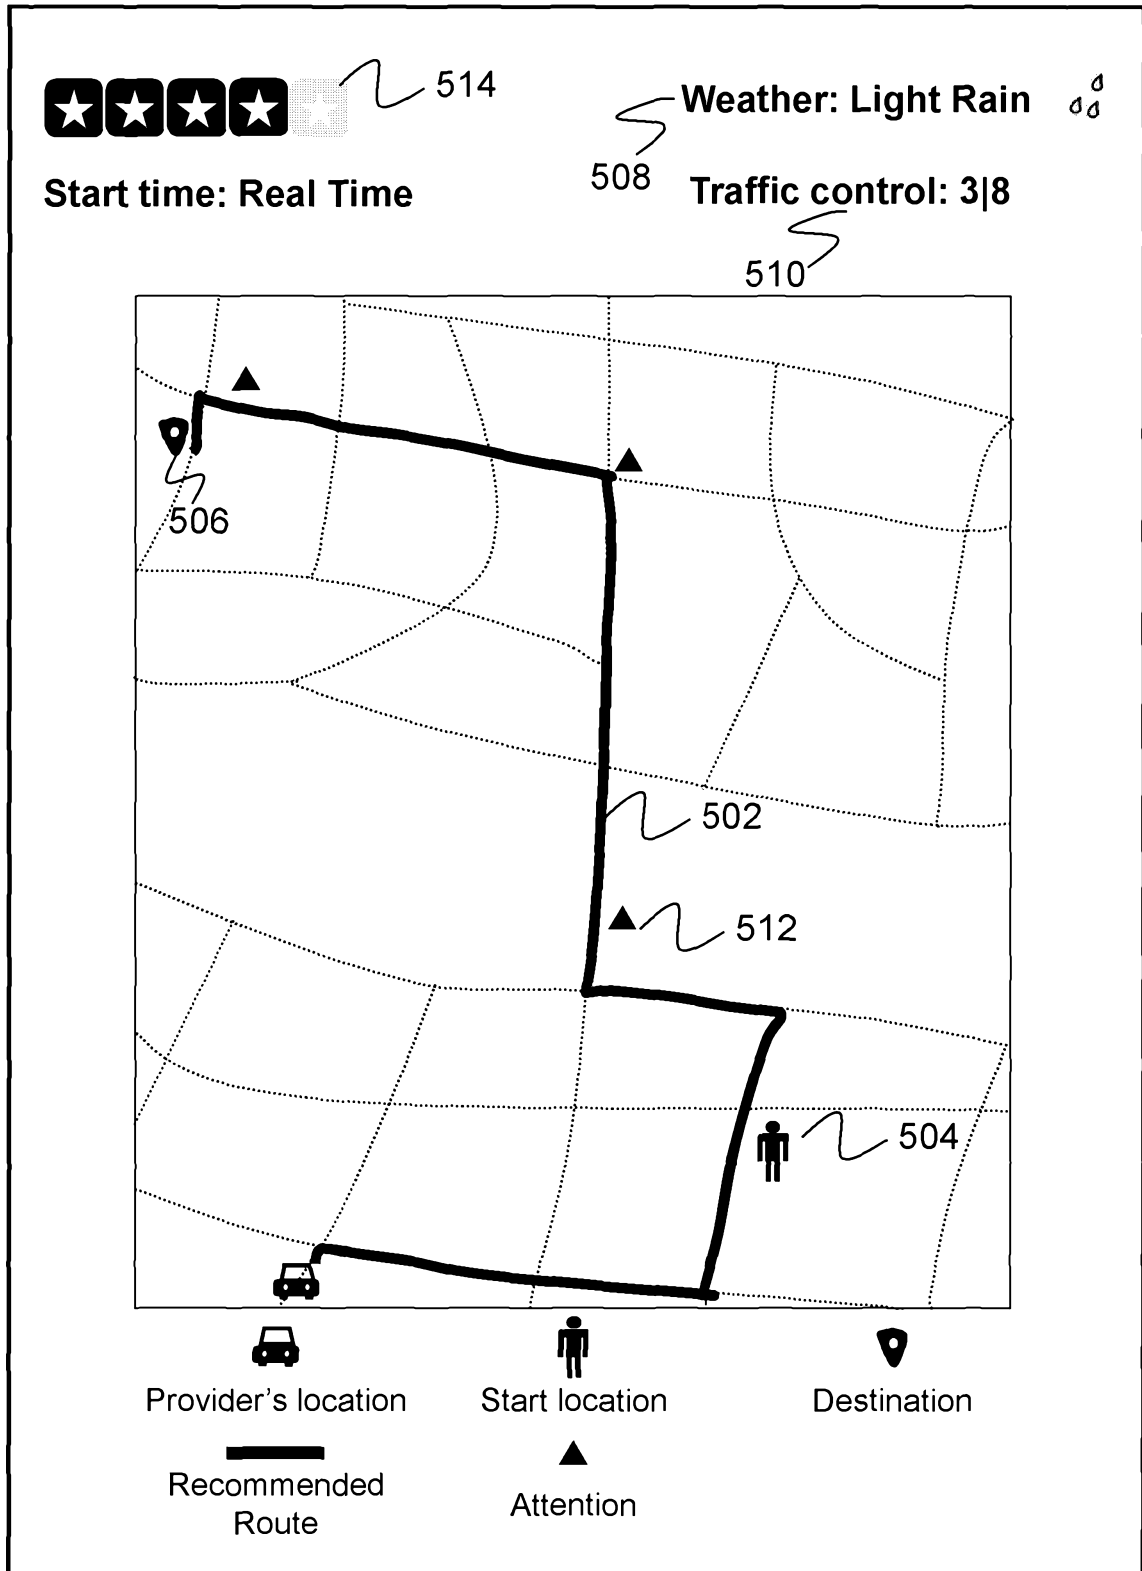 514
Weather: Light Rain
508
Start time: Real Time
Traffic control: 3|8
510
506
502
512
504
Provider's location
Start location
Destination
Recommended
Route
Attention